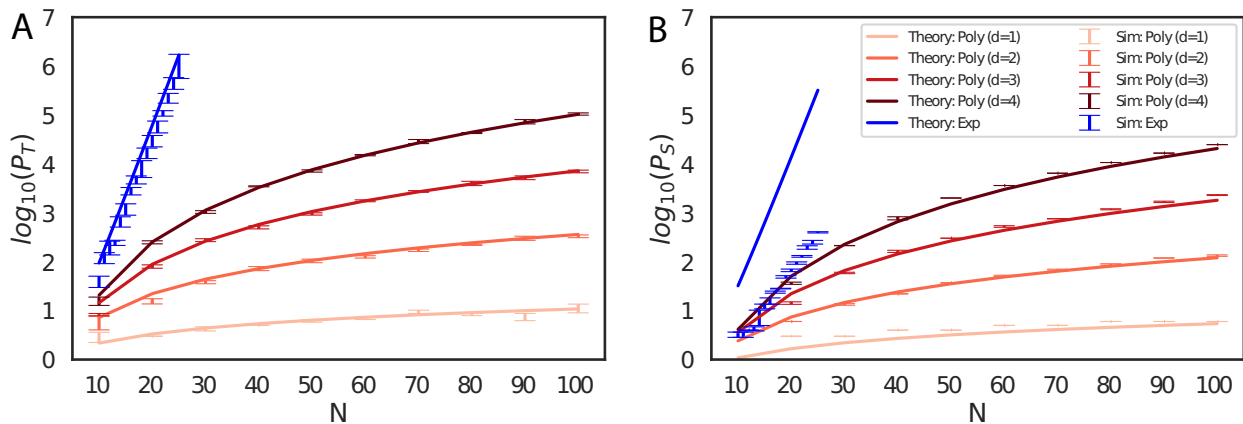 A
7
6
5
4
3
2
1
0
log10(PT)
10 20 30 40 50 60 70 80 90 100
N
B
7
6
5
4
3
2
1
0
log10(PS)
10 20 30 40 50 60 70 80 90 100
N
Theory: Poly (d=1) Sim: Poly (d=1)
Theory: Poly (d=2) Sim: Poly (d=2)
Theory: Poly (d=3) Sim: Poly (d=3)
Theory: Poly (d=4) Sim: Poly (d=4)
Theory: Exp Sim: Exp